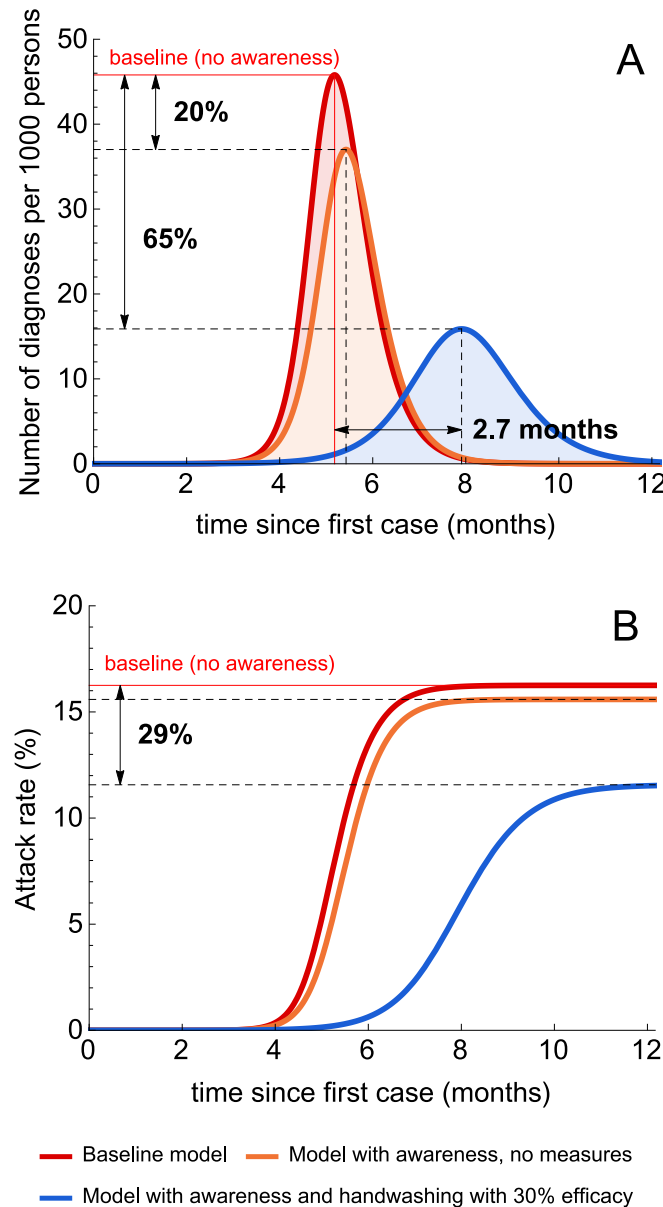 A
baseline (no awareness)
Number of diagnoses per 1000 persons
50
40
30
20
10
0
20%
65%
2.7 months
0 2 4 6 8 10 12
time since first case (months)
B
baseline (no awareness)
Attack rate (%)
20
15
10
5
0
29%
0 2 4 6 8 10 12
time since first case (months)
Baseline model Model with awareness, no measures
Model with awareness and handwashing with 30% efficacy